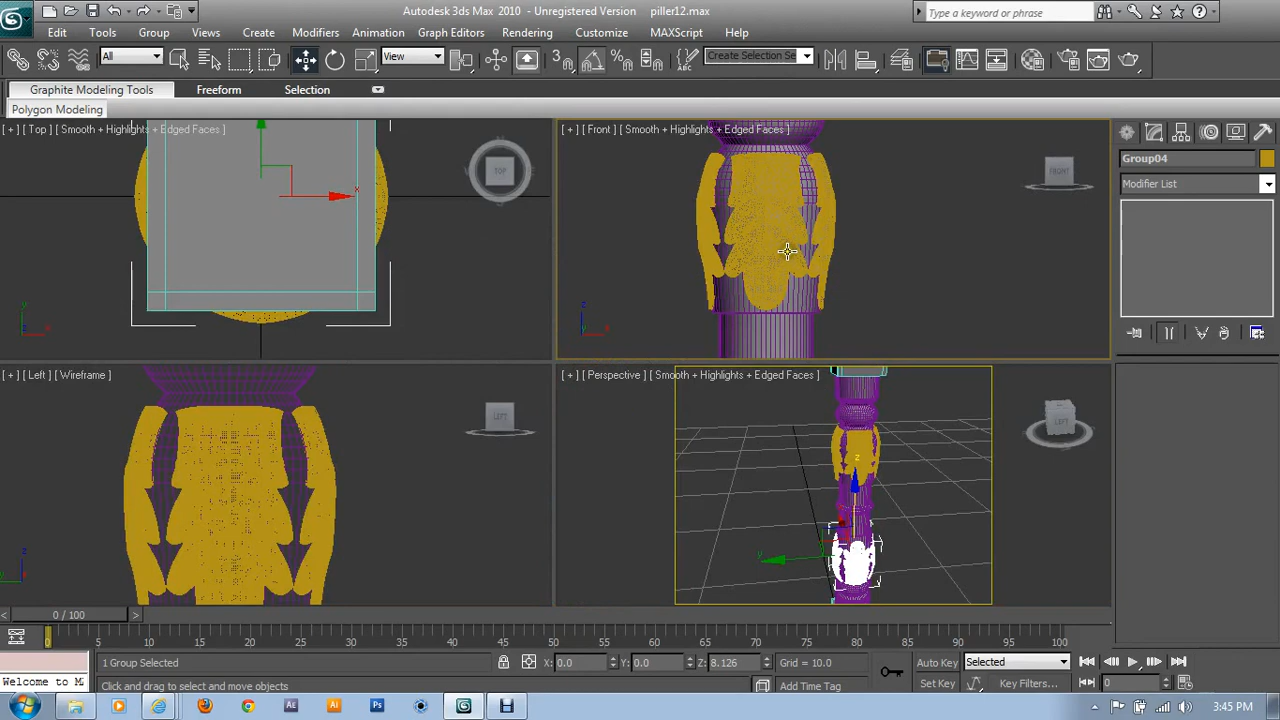 Autodesk 3ds Max 2010 - Unregistered Version piller12.max
Type a keyword or phrase
Edit Tools Group Views Create Modifiers Animation Graph Editors Rendering Customize MAXScript Help
All View Create Selection Se
Graphite Modeling Tools Freeform Selection
Polygon Modeling
[ + ] [ Top ] [ Smooth + Highlights + Edged Faces ]
[ + ] [ Front ] [ Smooth + Highlights + Edged Faces ]
TOP
FRONT
Group04
Modifier List
x
y
x
z
x
[ + ] [ Left ] [ Wireframe ]
[ + ] [ Perspective ] [ Smooth + Highlights + Edged Faces ]
LEFT
LEFT
z
y
z
0 / 100
0 5 10 15 20 25 30 35 40 45 50 55 60 65 70 75 80 85 90 95 100
1 Group Selected X: 0.0 Y: 0.0 Z: 8.126 Grid = 10.0 Auto Key Selected
Welcome to M Click and drag to select and move objects Add Time Tag Set Key Key Filters... 0
3:45 PM